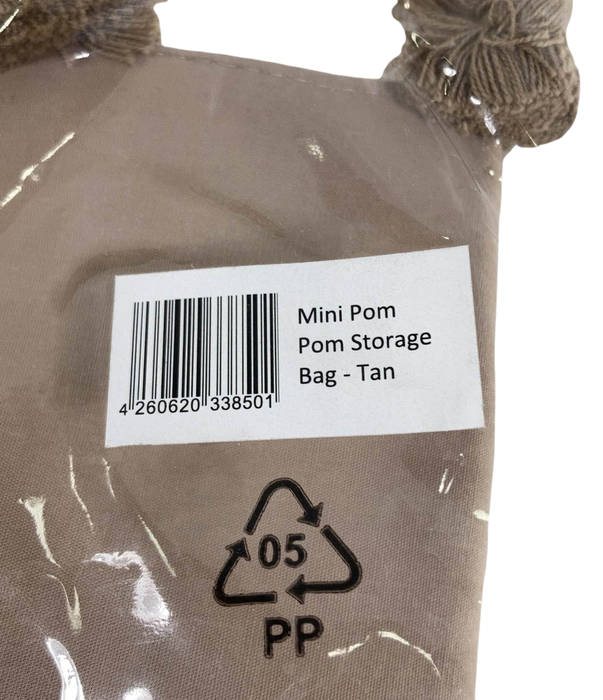 Mini Pom
Pom Storage
Bag - Tan
4 260620 338501
05
PP